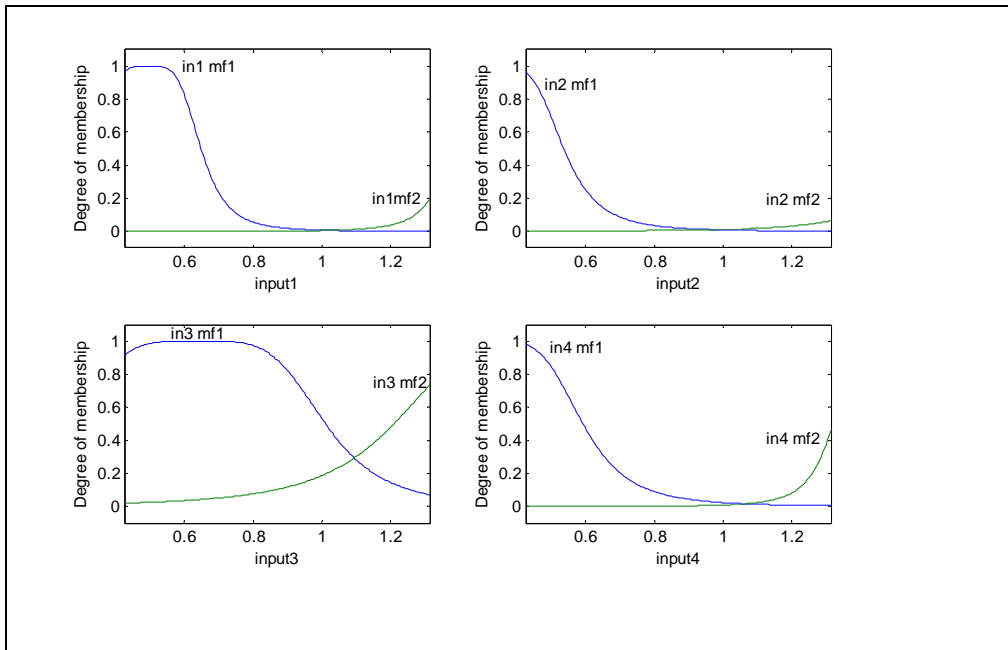 1
0.8
0.6
0.4
0.2
0
Degree of membership
in1 mf1
in1mf2
0.6 0.8 1 1.2
input1
1
0.8
0.6
0.4
0.2
0
Degree of membership
in2 mf1
in2 mf2
0.6 0.8 1 1.2
input2
1
0.8
0.6
0.4
0.2
0
Degree of membership
in3 mf1
in3 mf2
0.6 0.8 1 1.2
input3
1
0.8
0.6
0.4
0.2
0
Degree of membership
in4 mf1
in4 mf2
0.6 0.8 1 1.2
input4